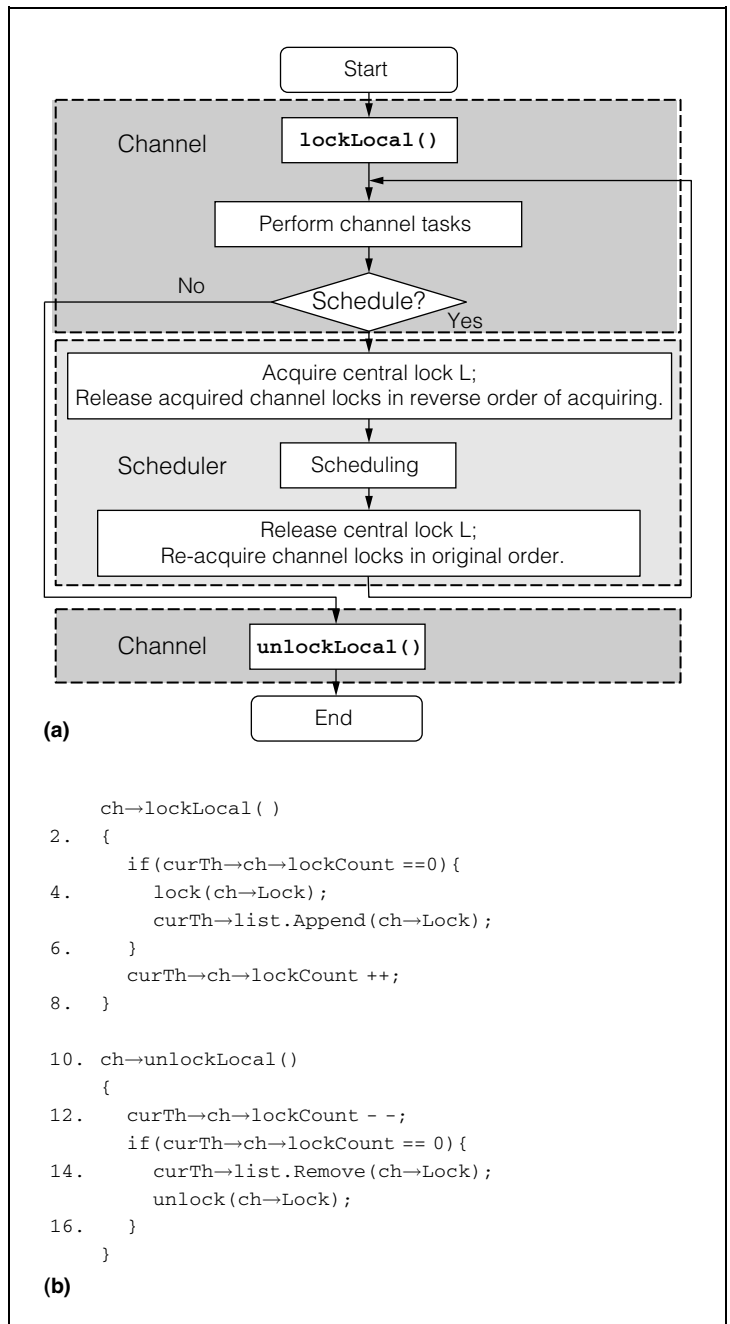 Start
Channel
lockLocal()
Perform channel tasks
No
Schedule?
Yes
Acquire central lock L;
Release acquired channel locks in reverse order of acquiring.
Scheduler
Scheduling
Release central lock L;
Re-acquire channel locks in original order.
Channel
unlockLocal()
End
(a)
ch→lockLocal( )
2. {
if(curTh→ch→lockCount ==0){
4. lock(ch→Lock);
curTh→list.Append(ch→Lock);
6. }
curTh→ch→lockCount ++;
8. }
10. ch→unlockLocal()
{
12. curTh→ch→lockCount - -;
if(curTh→ch→lockCount == 0){
14. curTh→list.Remove(ch→Lock);
unlock(ch→Lock);
16. }
}
(b)